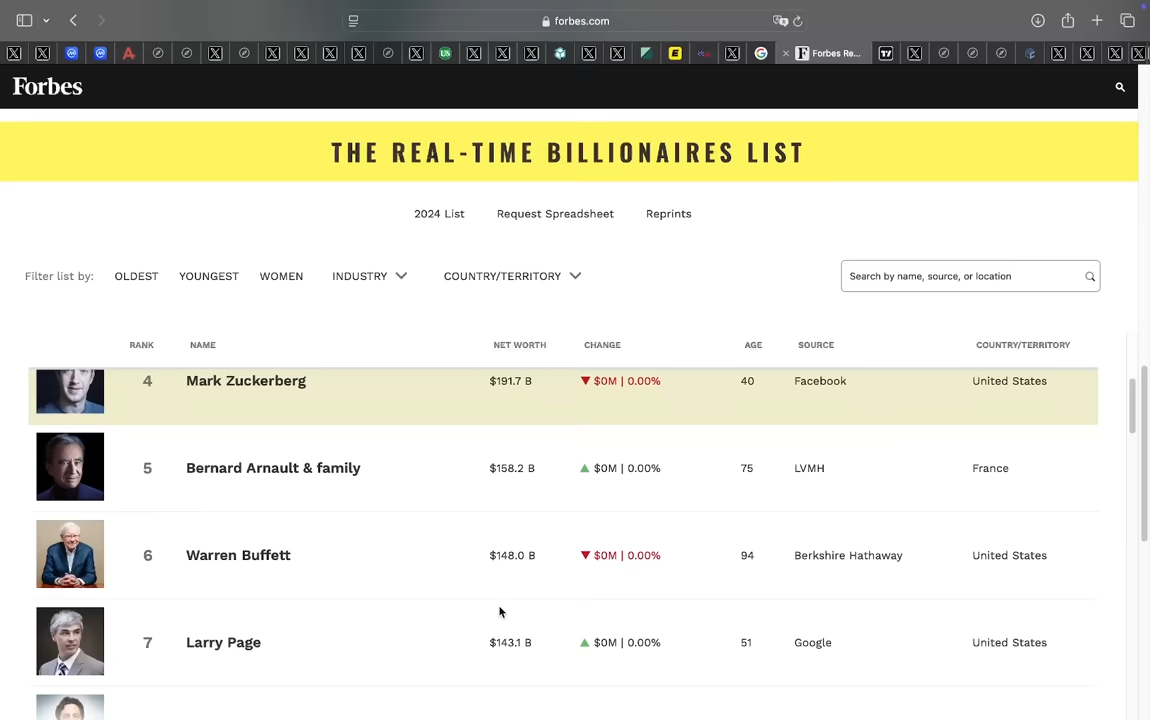 forbes.com
US
E
F Forbes Re...
TV
Forbes
THE REAL-TIME BILLIONAIRES LIST
2024 List Request Spreadsheet Reprints
Filter list by: OLDEST YOUNGEST WOMEN INDUSTRY COUNTRY/TERRITORY Search by name, source, or location
RANK NAME NET WORTH CHANGE AGE SOURCE COUNTRY/TERRITORY
4 Mark Zuckerberg $191.7 B $0M | 0.00% 40 Facebook United States
5 Bernard Arnault & family $158.2 B $0M | 0.00% 75 LVMH France
6 Warren Buffett $148.0 B $0M | 0.00% 94 Berkshire Hathaway United States
7 Larry Page $143.1 B $0M | 0.00% 51 Google United States